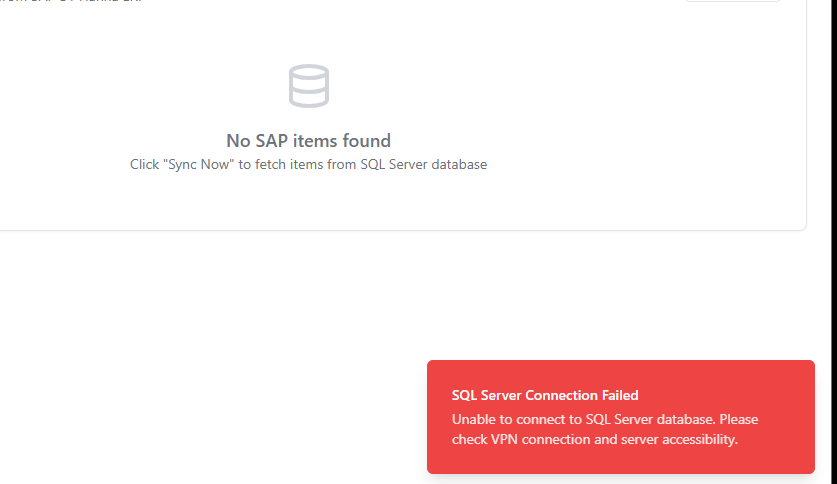 No SAP items found
Click "Sync Now" to fetch items from SQL Server database
SQL Server Connection Failed
Unable to connect to SQL Server database. Please
check VPN connection and server accessibility.